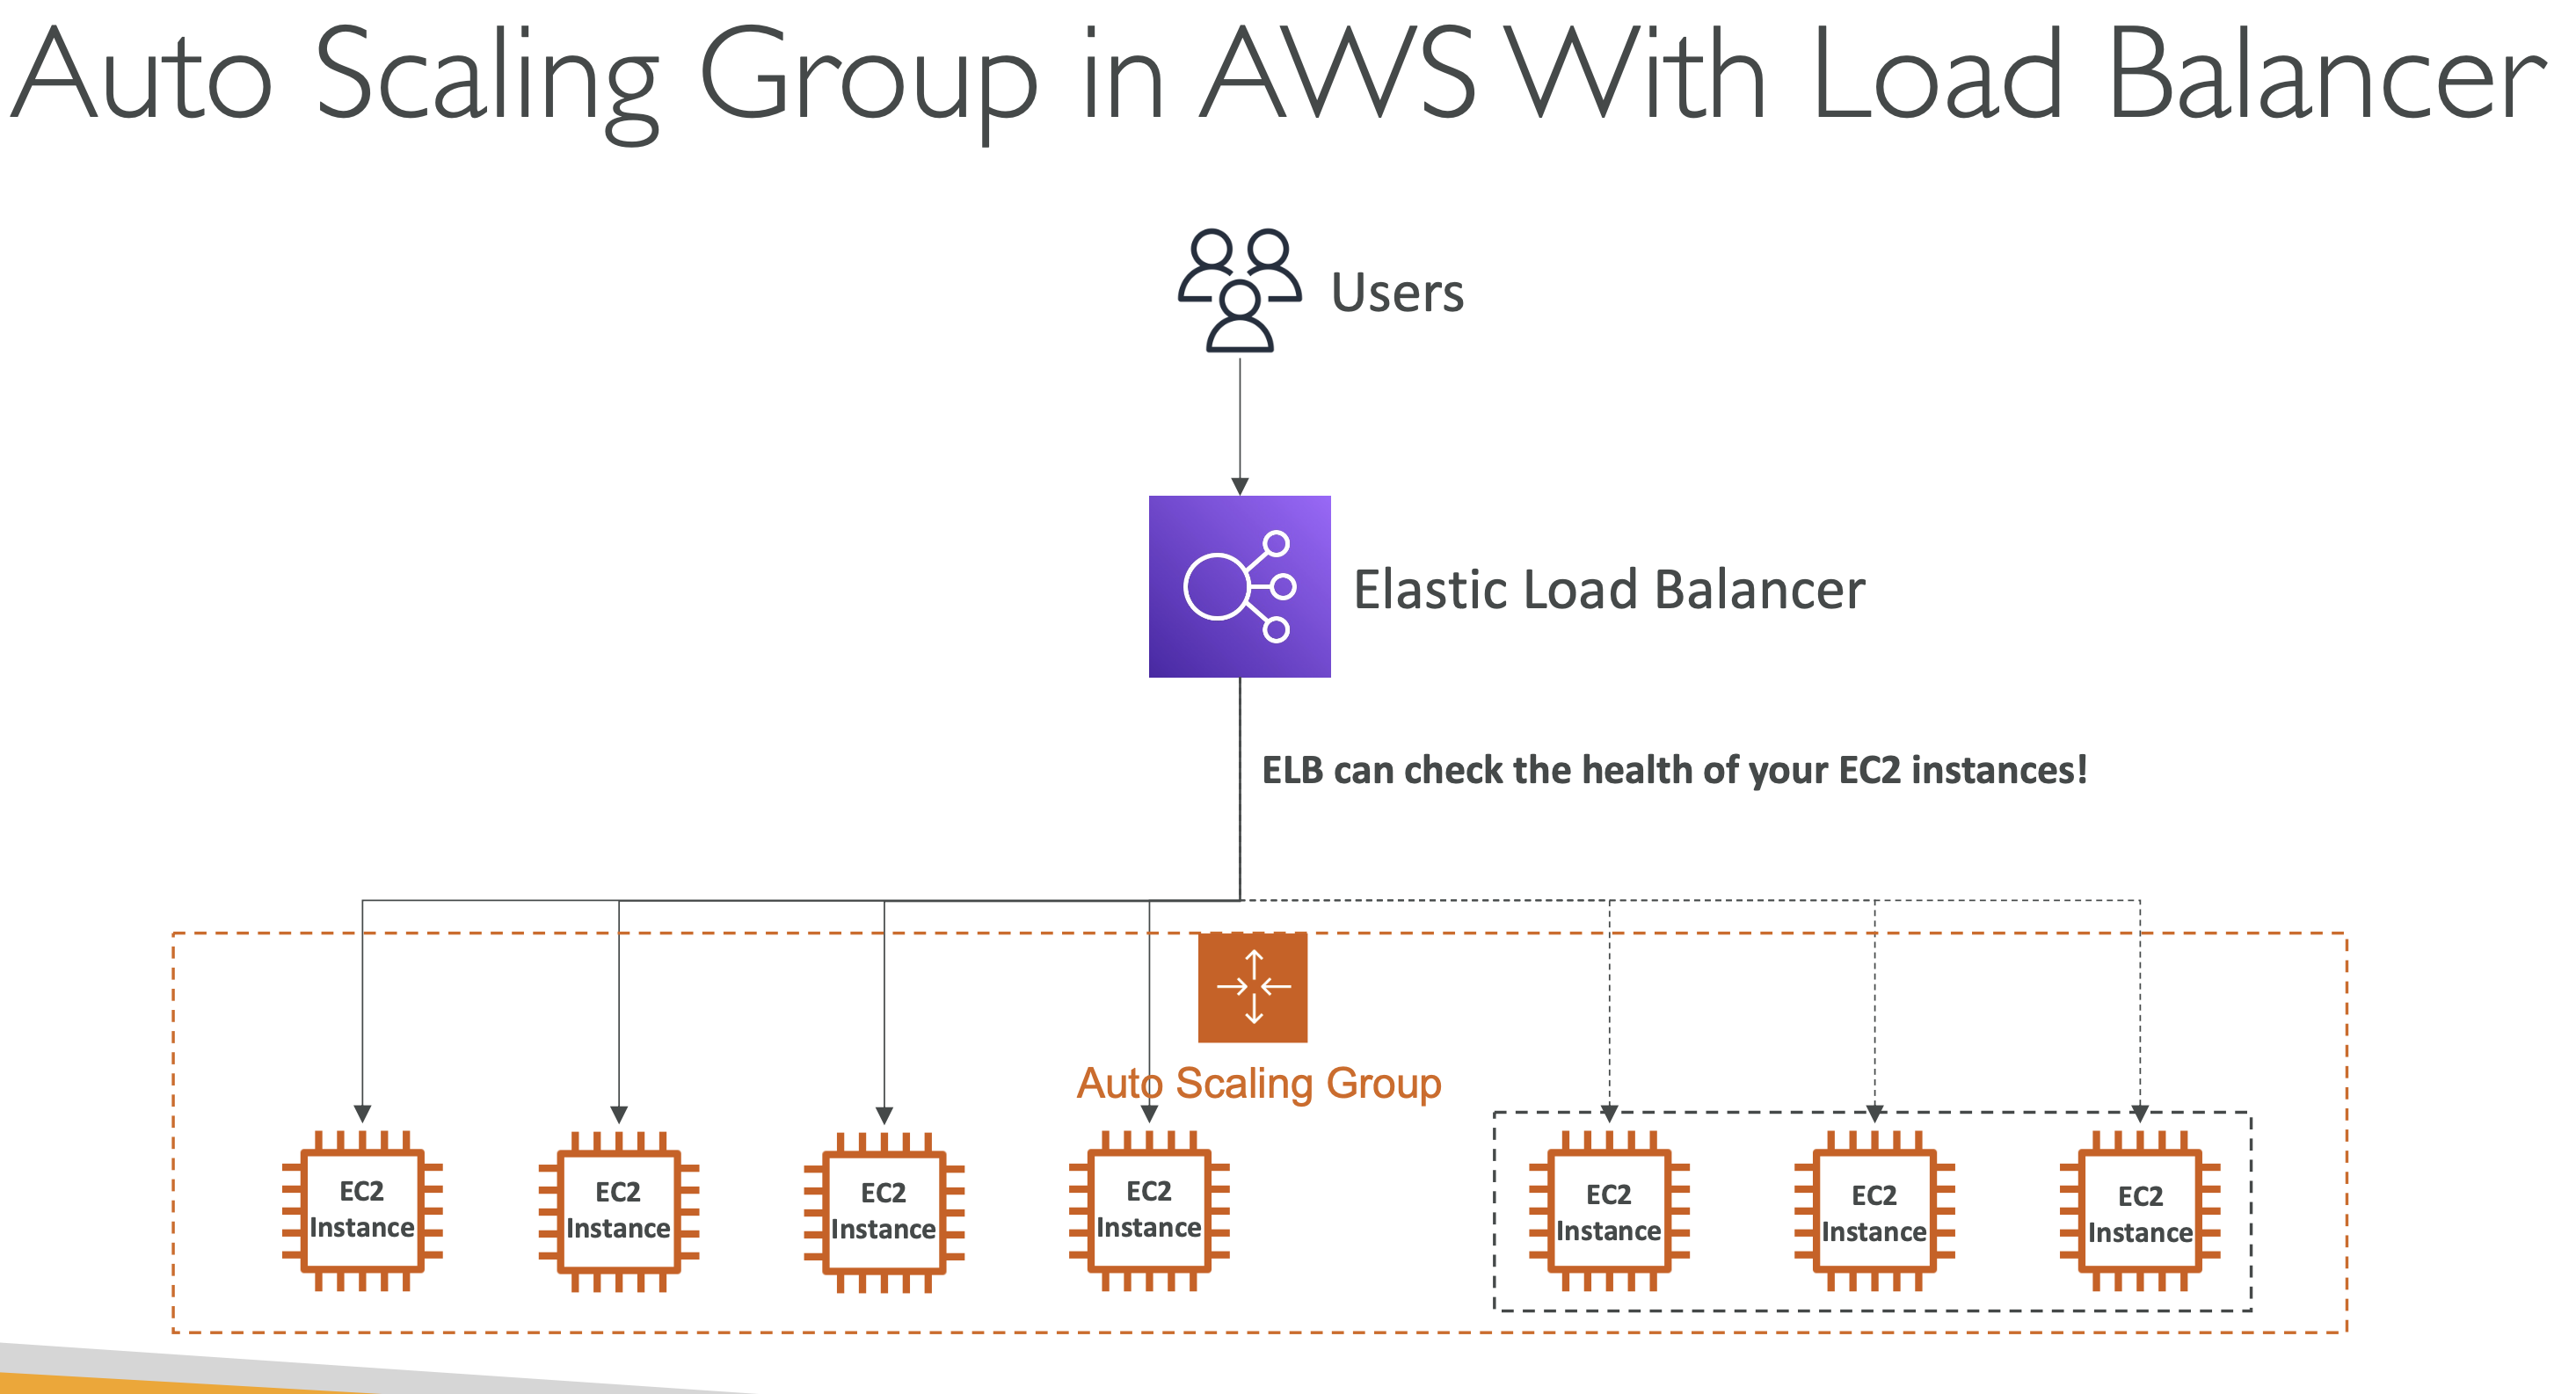 Auto Scaling Group in AWS With Load Balancer
Users
Elastic Load Balancer
ELB can check the health of your EC2 instances!
Auto Scaling Group
EC2
Instance
EC2
Instance
EC2
Instance
EC2
Instance
EC2
Instance
EC2
Instance
EC2
Instance